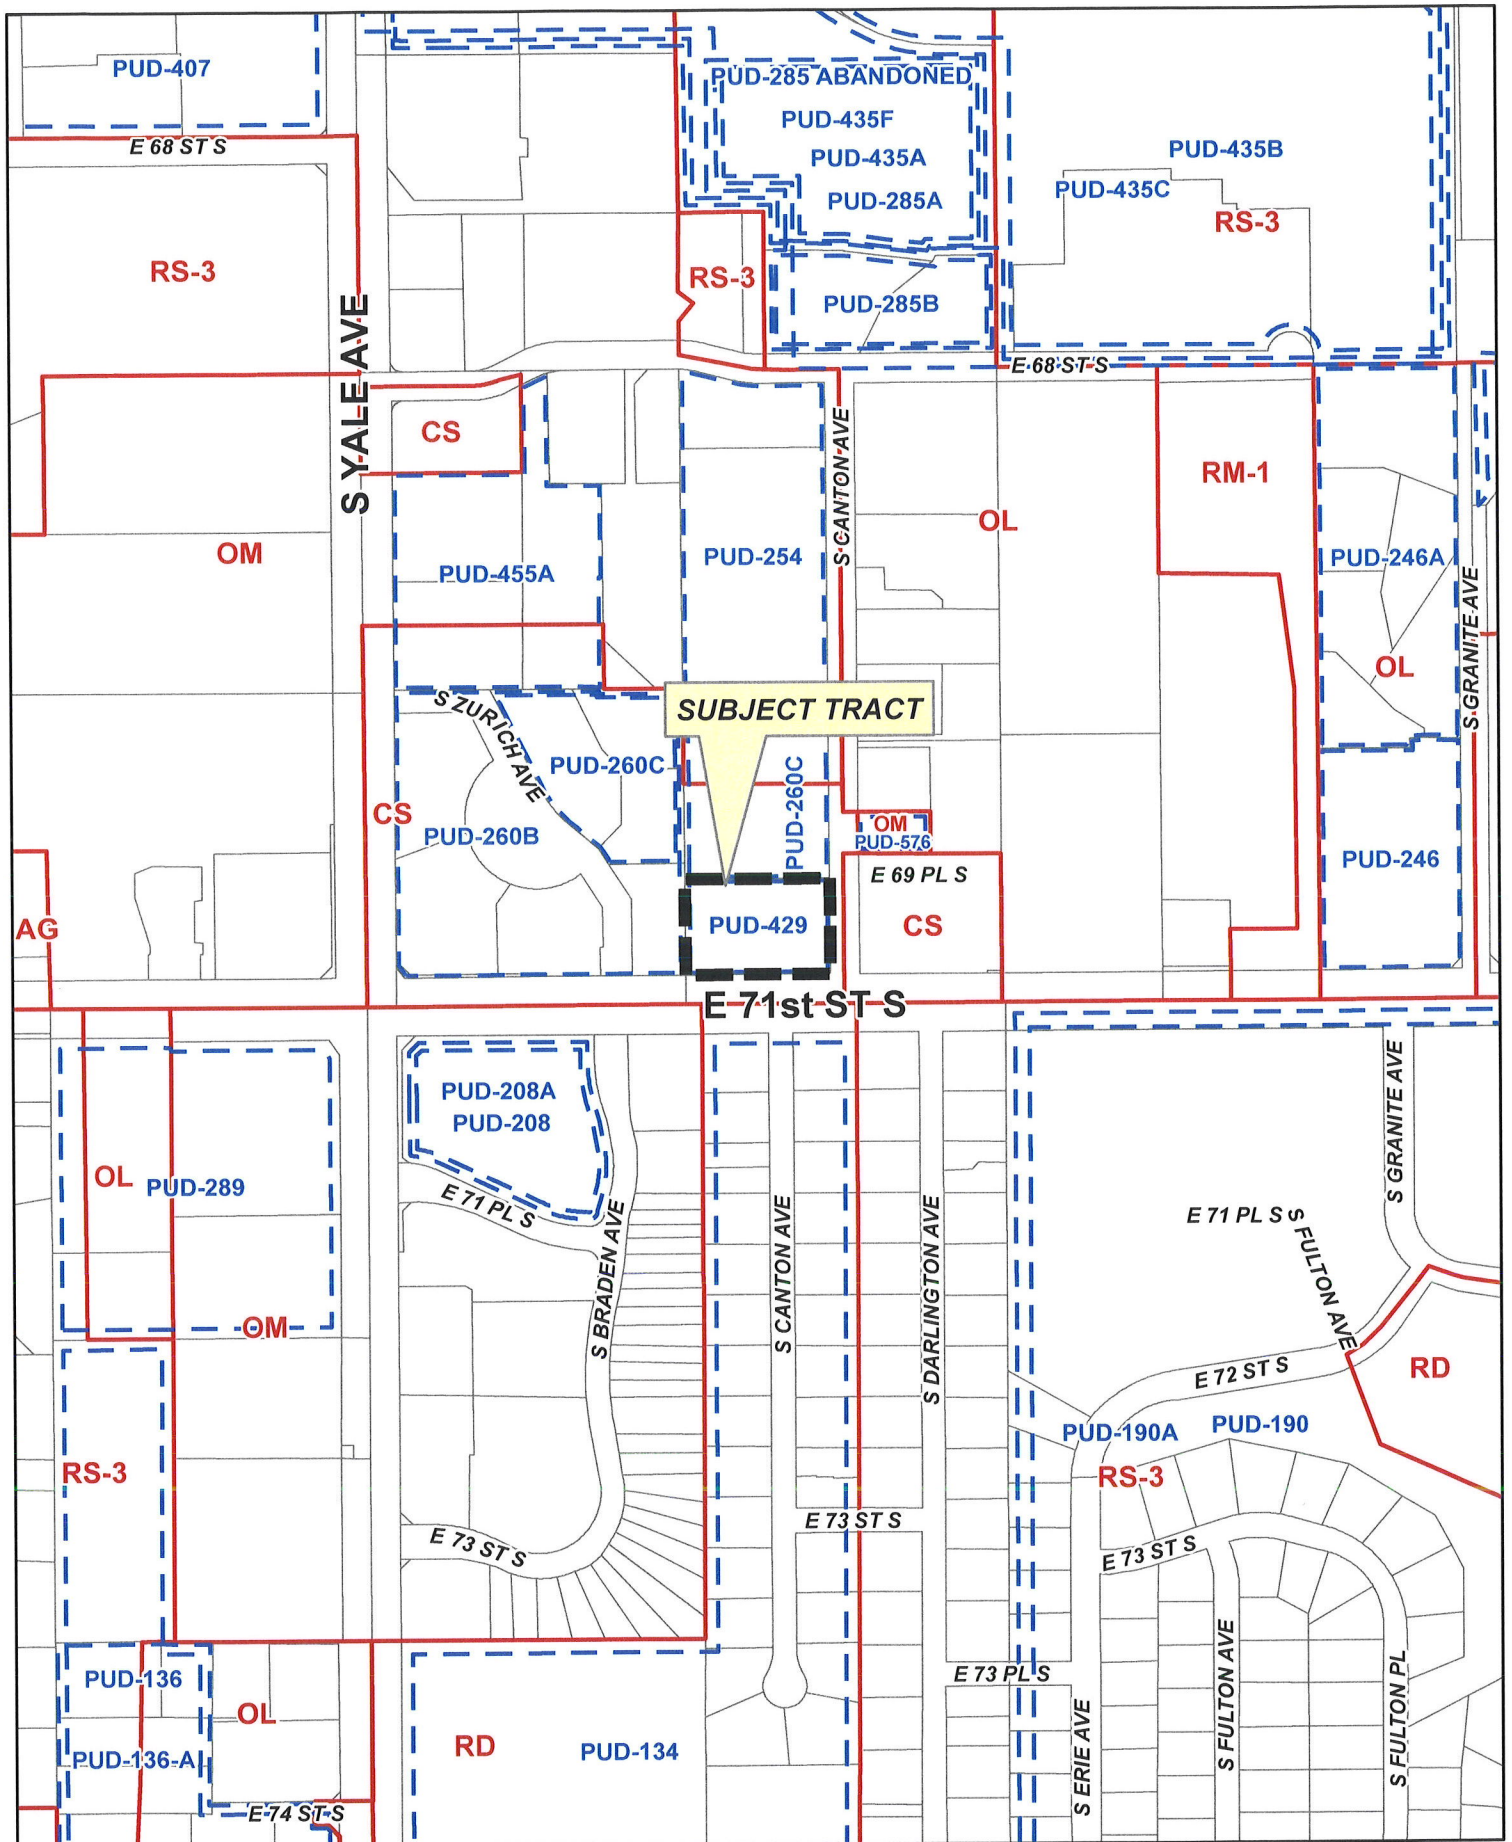 PUD-407
PUD-285 ABANDONED
PUD-435F
PUD-435A
PUD-285A
PUD-435B
PUD-435C
RS-3
E 68 ST S
RS-3
RS-3
PUD-285B
S YALE AVE
E 68 ST S
CS
S CANTON AVE
RM-1
OL
OM
PUD-455A
PUD-254
PUD-246A
S GRANITE AVE
OL
S ZURICH AVE
SUBJECT TRACT
PUD-260C
PUD-260C
CS
PUD-260B
OM
PUD-576
PUD-246
E 69 PL S
AG
PUD-429
CS
E 71st ST S
PUD-208A
PUD-208
S GRANITE AVE
OL
PUD-289
E 71 PL S
S BRADEN AVE
S CANTON AVE
S DARLINGTON AVE
E 71 PL S
S FULTON AVE
OM
E 72 ST S
RD
PUD-190A
PUD-190
RS-3
RS-3
E 73 ST S
E 73 ST S
E 73 ST S
PUD-136
E 73 PL S
S ERIE AVE
S FULTON AVE
S FULTON PL
OL
PUD-136-A
RD
PUD-134
E 74 ST S